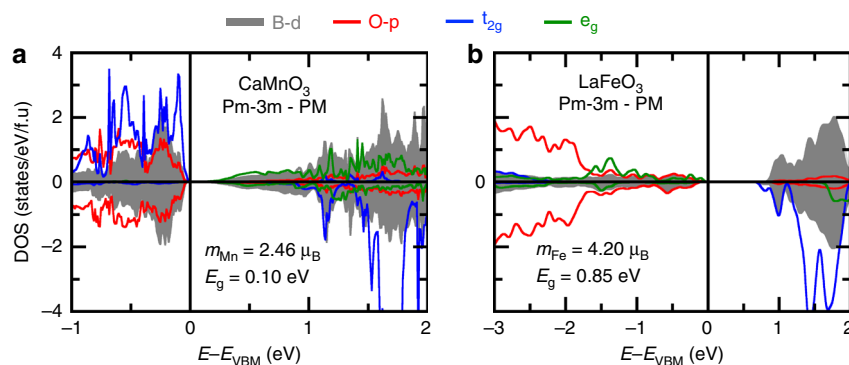 B-d O-p t2g eg
a b
CaMnO3
Pm-3m - PM
LaFeO3
Pm-3m - PM
DOS (states/eV/f.u)
4
2
0
−2
−4
mMn = 2.46 μB
Eg = 0.10 eV
mFe = 4.20 μB
Eg = 0.85 eV
−1 0 1 2
−3 −2 −1 0 1 2
E–EVBM (eV) E–EVBM (eV)